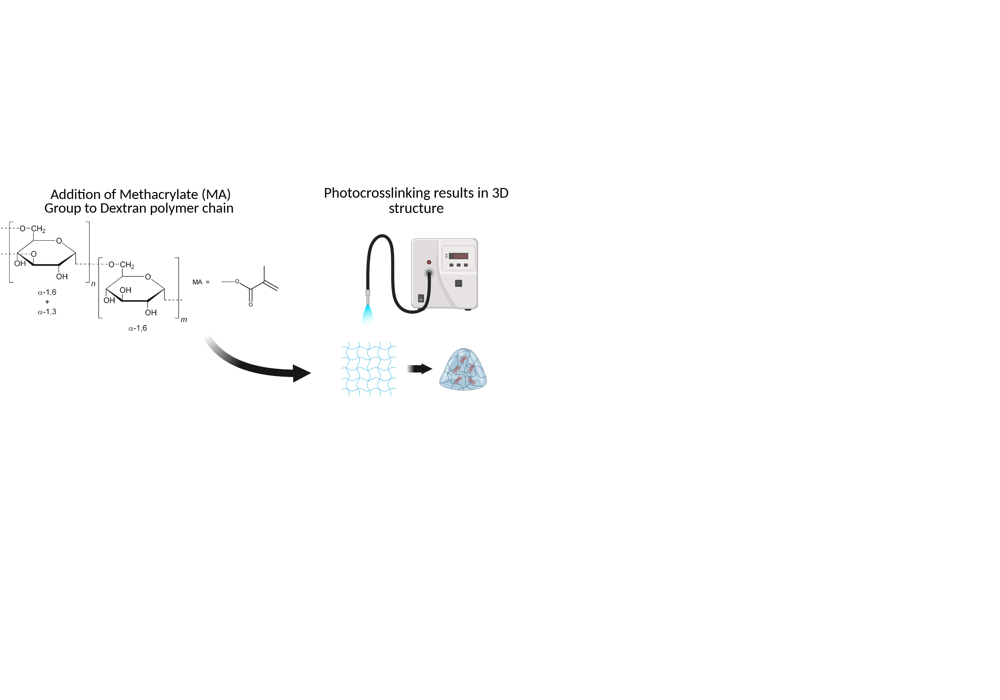 Addition of Methacrylate (MA)
Group to Dextran polymer chain
Photocrosslinking results in 3D
structure
O-CH₂
O
O
OH
OH
n
α-1,6
+
α-1,3
O-CH₂
O
OH
OH
OH
m
α-1,6
MA =
O
O
0000